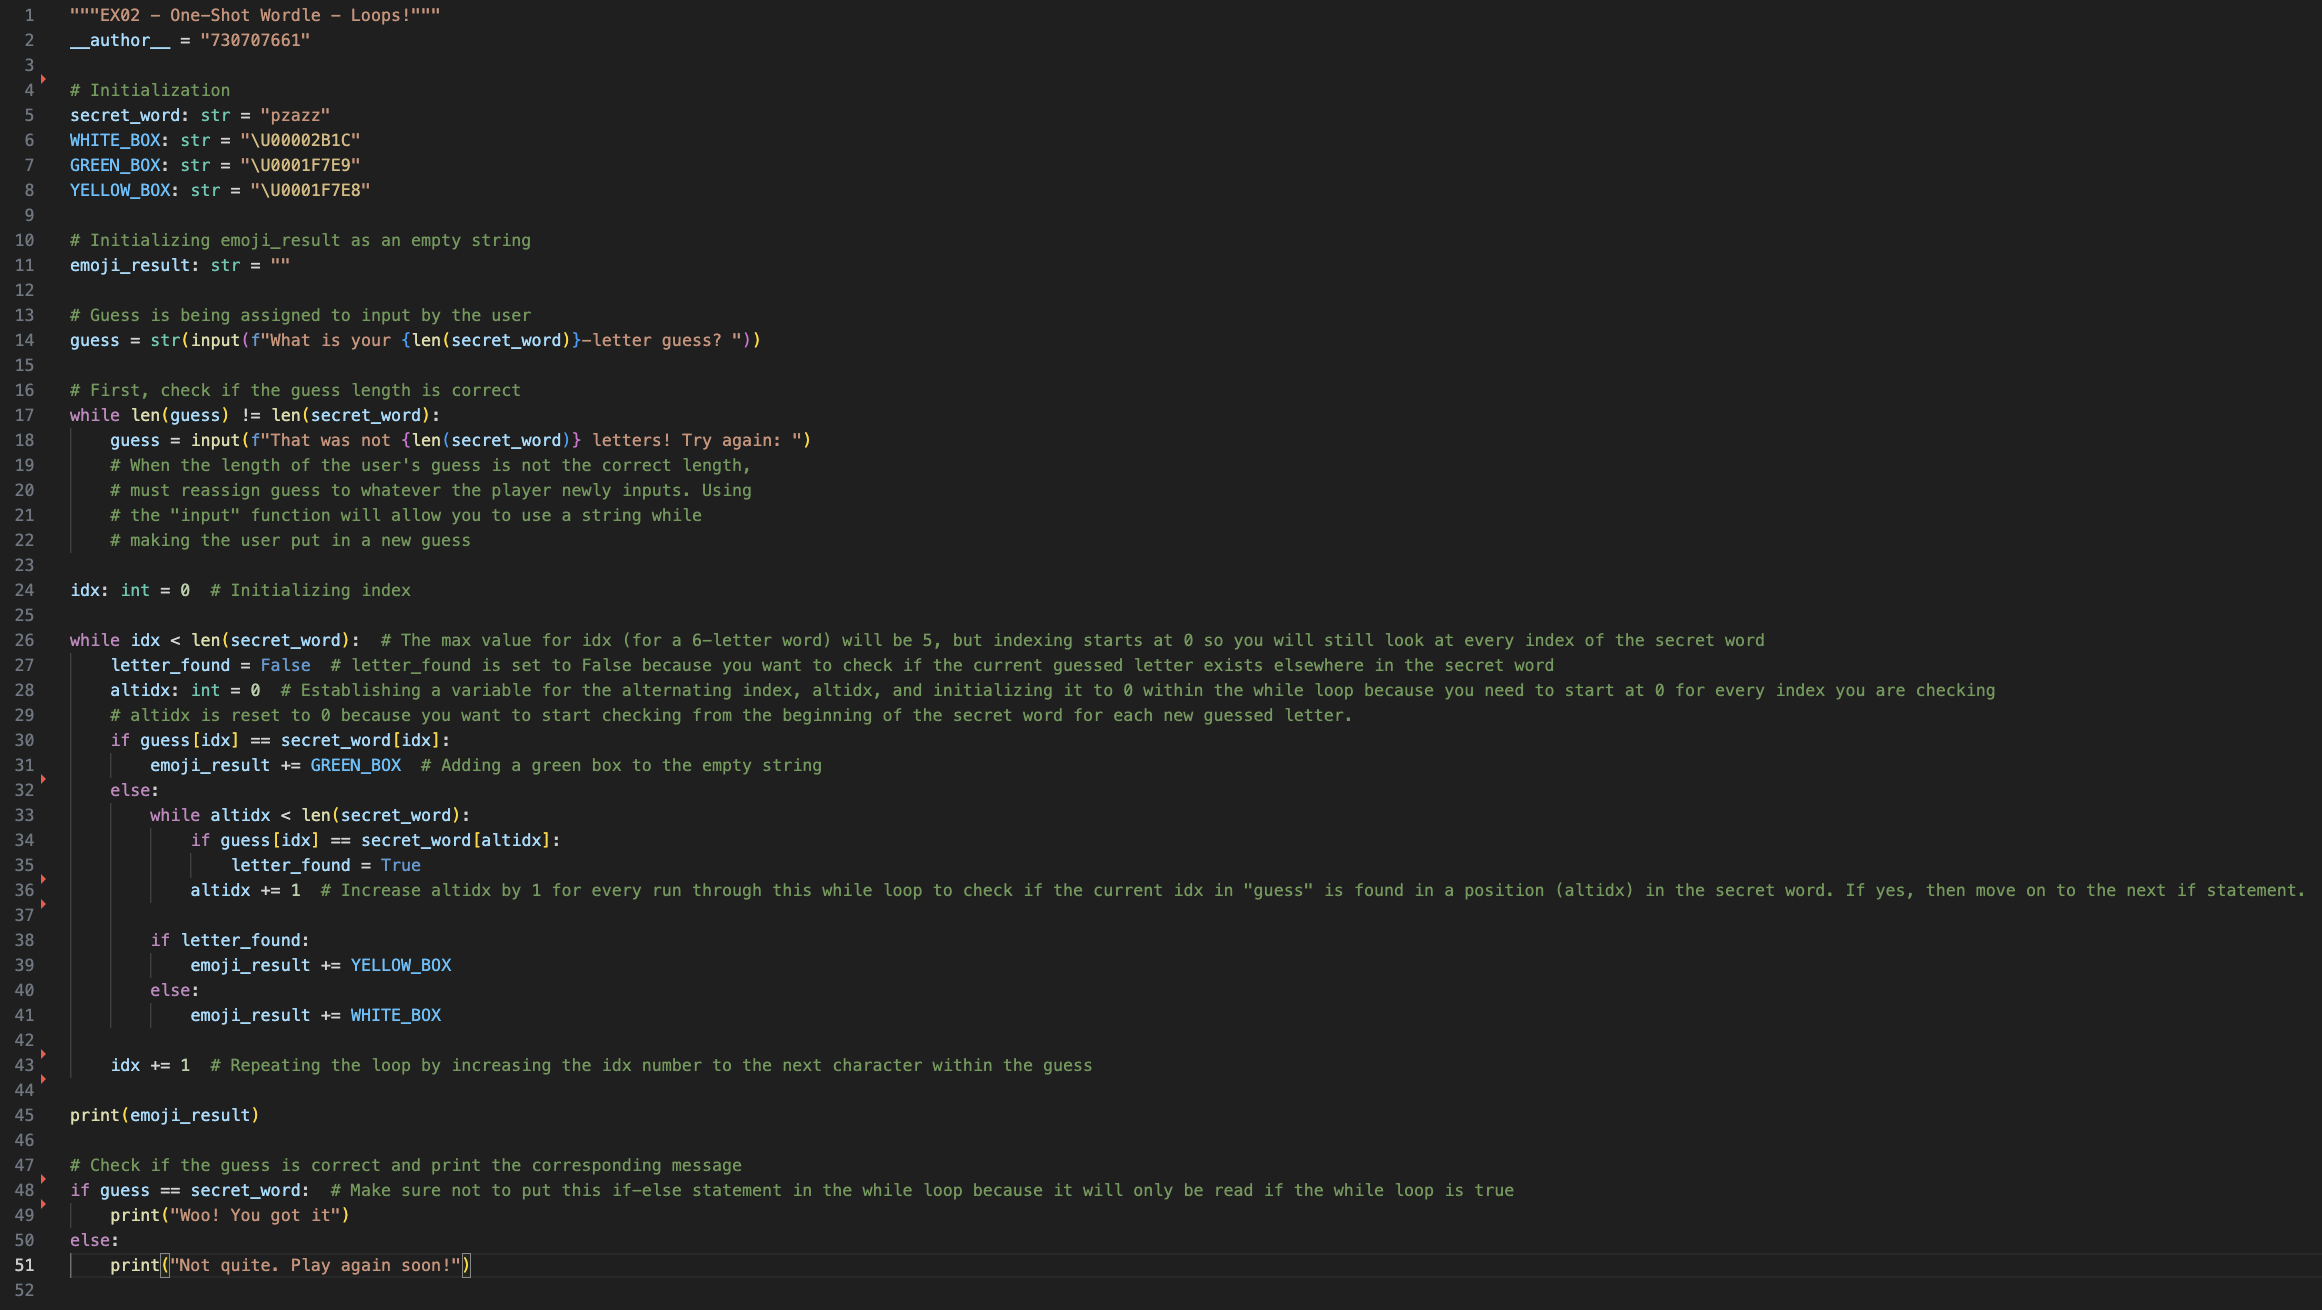 1 """EX02 – One-Shot Wordle – Loops!"""
2 __author__ = "730707661"
3
4 # Initialization
5 secret_word: str = "pzazz"
6 WHITE_BOX: str = "\U00002B1C"
7 GREEN_BOX: str = "\U0001F7E9"
8 YELLOW_BOX: str = "\U0001F7E8"
9
10 # Initializing emoji_result as an empty string
11 emoji_result: str = ""
12
13 # Guess is being assigned to input by the user
14 guess = str(input(f"What is your {len(secret_word)}-letter guess? "))
15
16 # First, check if the guess length is correct
17 while len(guess) != len(secret_word):
18     guess = input(f"That was not {len(secret_word)} letters! Try again: ")
19     # When the length of the user's guess is not the correct length,
20     # must reassign guess to whatever the player newly inputs. Using
21     # the "input" function will allow you to use a string while
22     # making the user put in a new guess
23
24 idx: int = 0  # Initializing index
25
26 while idx < len(secret_word):  # The max value for idx (for a 6-letter word) will be 5, but indexing starts at 0 so you will still look at every index of the secret word
27     letter_found = False  # letter_found is set to False because you want to check if the current guessed letter exists elsewhere in the secret word
28     altidx: int = 0  # Establishing a variable for the alternating index, altidx, and initializing it to 0 within the while loop because you need to start at 0 for every index you are checking
29     # altidx is reset to 0 because you want to start checking from the beginning of the secret word for each new guessed letter.
30     if guess[idx] == secret_word[idx]:
31         emoji_result += GREEN_BOX  # Adding a green box to the empty string
32     else:
33         while altidx < len(secret_word):
34             if guess[idx] == secret_word[altidx]:
35                 letter_found = True
36             altidx += 1  # Increase altidx by 1 for every run through this while loop to check if the current idx in "guess" is found in a position (altidx) in the secret word. If yes, then move on to the next if statement.
37
38         if letter_found:
39             emoji_result += YELLOW_BOX
40         else:
41             emoji_result += WHITE_BOX
42
43     idx += 1  # Repeating the loop by increasing the idx number to the next character within the guess
44
45 print(emoji_result)
46
47 # Check if the guess is correct and print the corresponding message
48 if guess == secret_word:  # Make sure not to put this if-else statement in the while loop because it will only be read if the while loop is true
49     print("Woo! You got it")
50 else:
51     print("Not quite. Play again soon!")
52